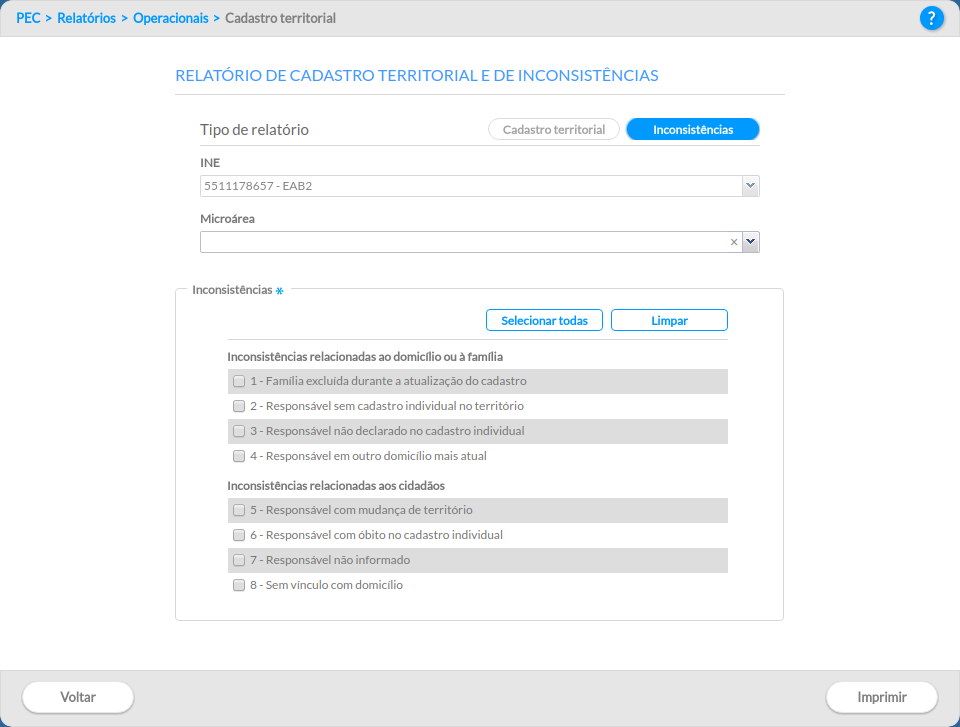 PEC > Relatórios > Operacionais > Cadastro territorial
?
RELATÓRIO DE CADASTRO TERRITORIAL E DE INCONSISTÊNCIAS
Tipo de relatório
Cadastro territorial
Inconsistências
INE
5511178657 - EAB2
Microárea
×
Inconsistências *
Selecionar todas
Limpar
Inconsistências relacionadas ao domicílio ou à família
1 - Família excluída durante a atualização do cadastro
2 - Responsável sem cadastro individual no território
3 - Responsável não declarado no cadastro individual
4 - Responsável em outro domicílio mais atual
Inconsistências relacionadas aos cidadãos
5 - Responsável com mudança de território
6 - Responsável com óbito no cadastro individual
7 - Responsável não informado
8 - Sem vínculo com domicílio
Voltar
Imprimir